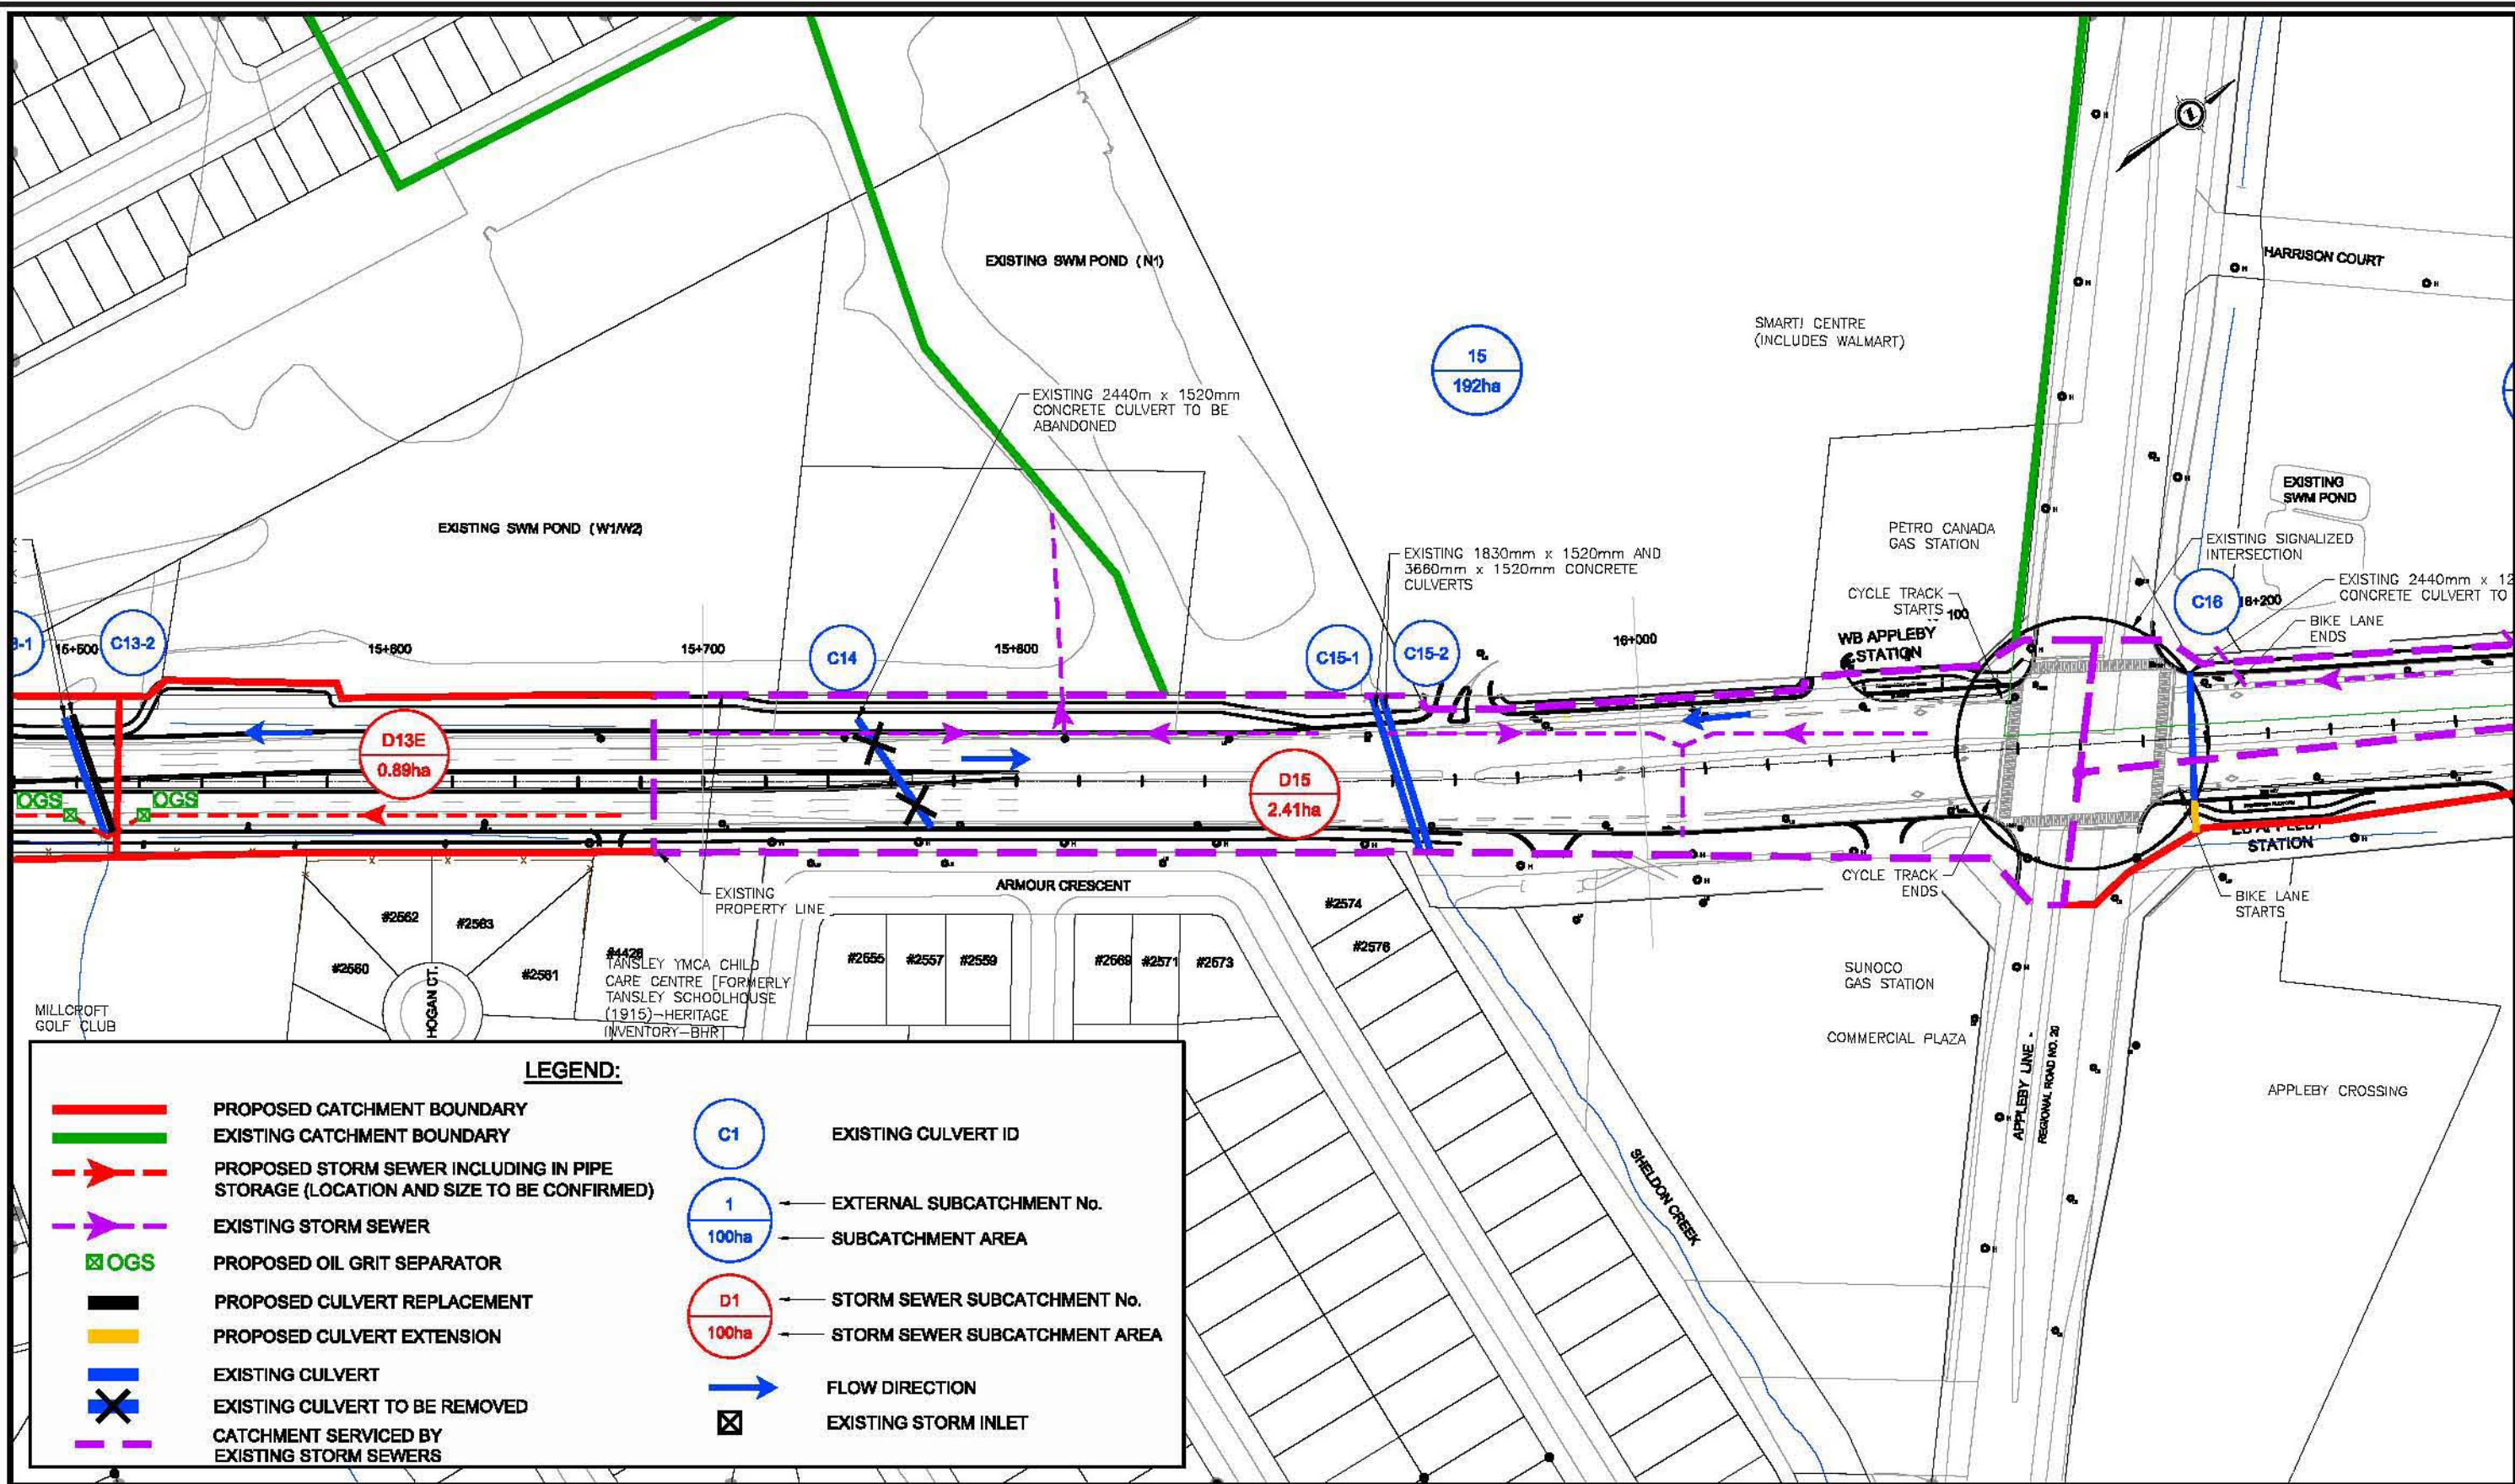 EXISTING SWM POND (N1)
HARRISON COURT
SMART! CENTRE
(INCLUDES WALMART)
15
192ha
EXISTING 2440m x 1520mm
CONCRETE CULVERT TO BE
ABANDONED
EXISTING
SWM POND
EXISTING SWM POND (W1/W2)
PETRO CANADA
GAS STATION
EXISTING SIGNALIZED
INTERSECTION
EXISTING 1830mm x 1520mm AND
3660mm x 1520mm CONCRETE
CULVERTS
EXISTING 2440mm x 12
CONCRETE CULVERT TO
CYCLE TRACK
STARTS
100
C16
16+200
BIKE LANE
ENDS
3-1
15+500
C13-2
15+600
15+700
C14
15+800
C15-1
C15-2
16+000
WB APPLEBY
STATION
D13E
0.89ha
D15
2.41ha
OGS
OGS
STATION
CYCLE TRACK
ENDS
BIKE LANE
STARTS
EXISTING
PROPERTY LINE
ARMOUR CRESCENT
#2562
#2563
#2560
#2561
HOGAN CT.
#4426
TANSLEY YMCA CHILD
CARE CENTRE [FORMERLY
TANSLEY SCHOOLHOUSE
(1915)-HERITAGE
INVENTORY-BHR
#2555
#2557
#2559
#2569
#2571
#2573
#2574
#2576
MILLCROFT
GOLF CLUB
SUNOCO
GAS STATION
COMMERCIAL PLAZA
APPLEBY LINE -
REGIONAL ROAD NO. 20
APPLEBY CROSSING
SHELDON CREEK
LEGEND:
PROPOSED CATCHMENT BOUNDARY
EXISTING CATCHMENT BOUNDARY
PROPOSED STORM SEWER INCLUDING IN PIPE
STORAGE (LOCATION AND SIZE TO BE CONFIRMED)
EXISTING STORM SEWER
OGS
PROPOSED OIL GRIT SEPARATOR
PROPOSED CULVERT REPLACEMENT
PROPOSED CULVERT EXTENSION
EXISTING CULVERT
EXISTING CULVERT TO BE REMOVED
CATCHMENT SERVICED BY
EXISTING STORM SEWERS
C1
EXISTING CULVERT ID
1
100ha
EXTERNAL SUBCATCHMENT No.
SUBCATCHMENT AREA
D1
100ha
STORM SEWER SUBCATCHMENT No.
STORM SEWER SUBCATCHMENT AREA
FLOW DIRECTION
EXISTING STORM INLET